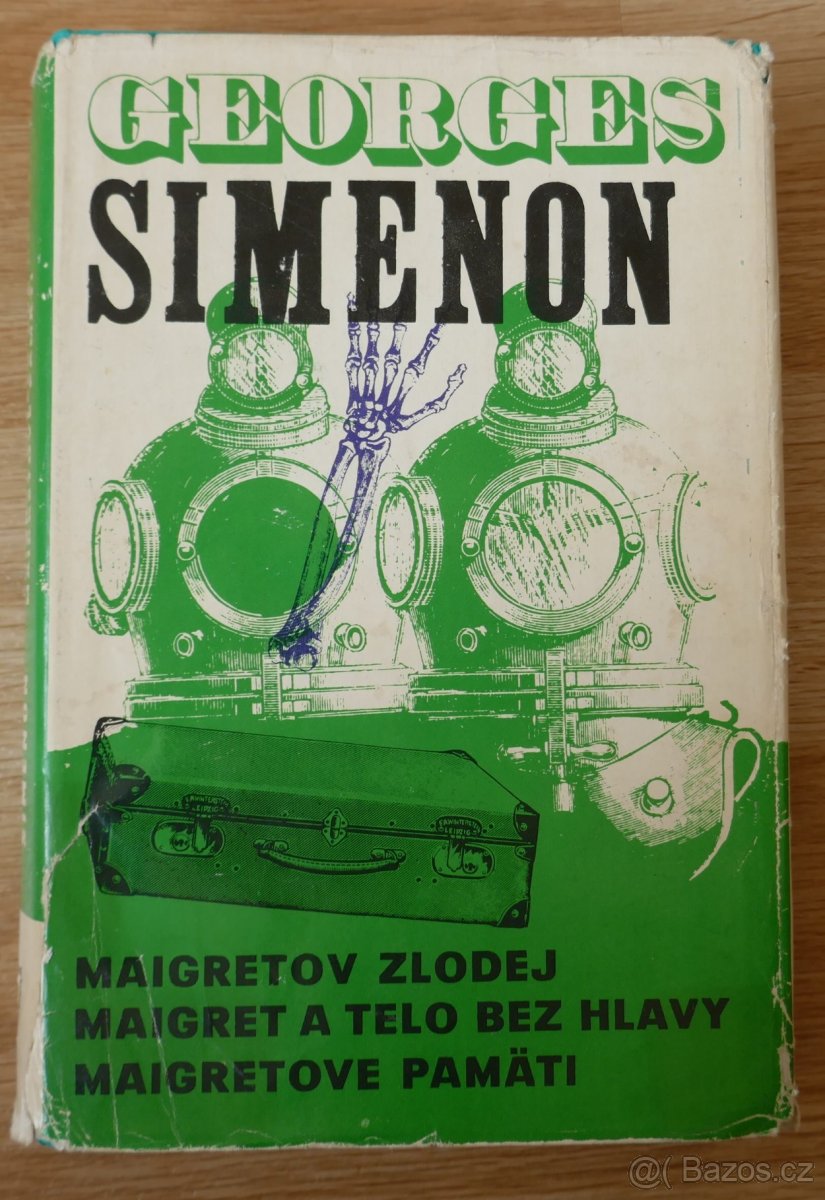 GEORGES
SIMENON
MAIGRETOV ZLODEJ
MAIGRET A TELO BEZ HLAVY
MAIGRETOVE PAMÄTI
@( Bazos.cz